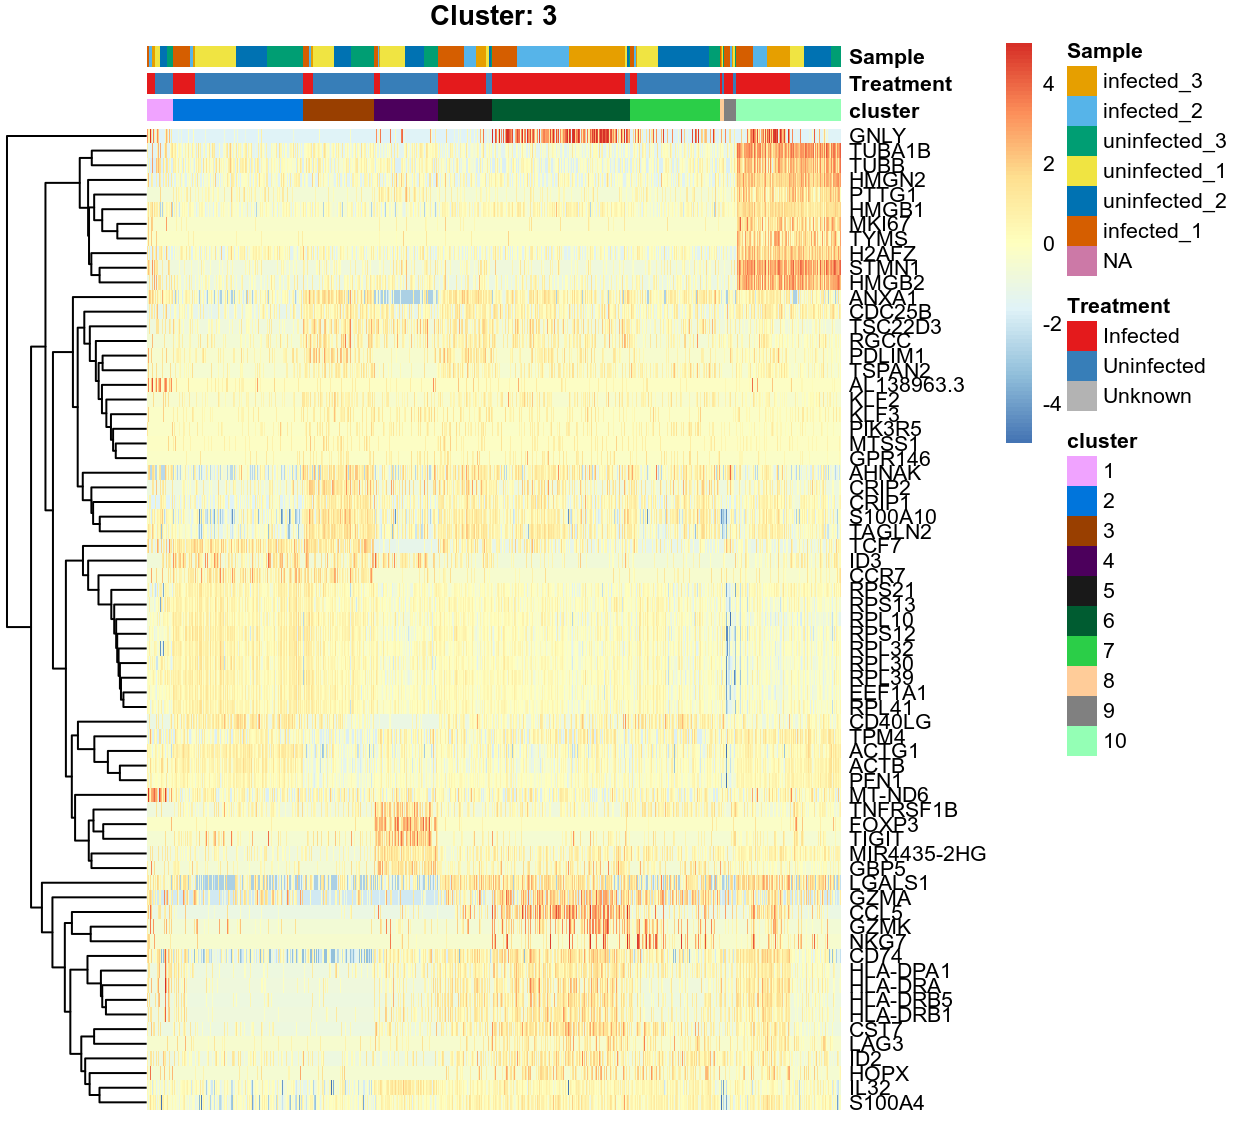 Cluster: 3
Sample
Treatment
cluster
GNLY
TUBA1B
TUBB
HMGN2
PTTG1
HMGB1
MKI67
TYMS
H2AFZ
STMN1
HMGB2
ANXA1
CDC25B
TSC22D3
RGCC
PDLIM1
TSPAN2
AL138963.3
KLF2
KLF3
PIK3R5
MTSS1
GPR146
AHNAK
CRIP2
CRIP1
S100A10
TAGLN2
TCF7
ID3
CCR7
RPS21
RPS13
RPL10
RPS12
RPL32
RPL30
RPL39
EEF1A1
RPL41
CD40LG
TPM4
ACTG1
ACTB
PFN1
MT-ND6
TNFRSF1B
FOXP3
TIGIT
MIR4435-2HG
GBP5
LGALS1
GZMA
CCL5
GZMK
NKG7
CD74
HLA-DPA1
HLA-DRA
HLA-DRB5
HLA-DRB1
CST7
LAG3
ID2
HOPX
IL32
S100A4
4
2
0
-2
-4
Sample
infected_3
infected_2
uninfected_3
uninfected_1
uninfected_2
infected_1
NA
Treatment
Infected
Uninfected
Unknown
cluster
1
2
3
4
5
6
7
8
9
10